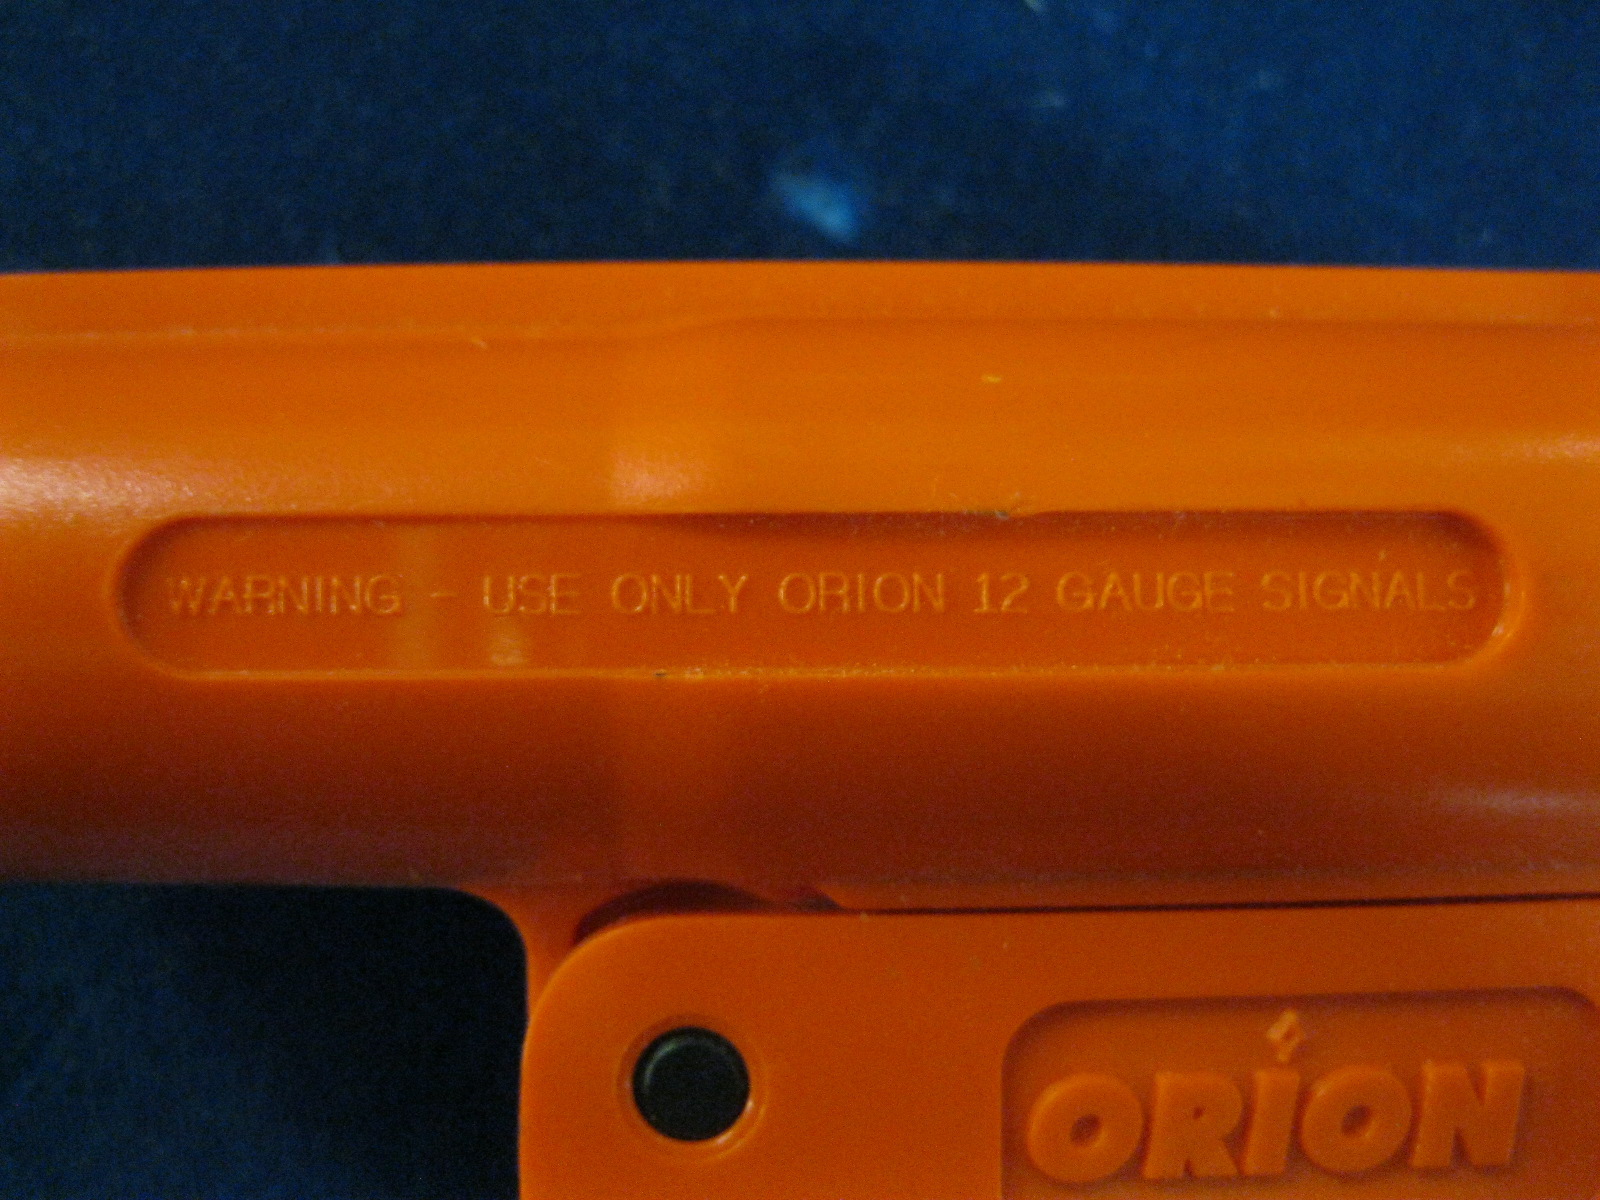 WARNING - USE ONLY ORION 12 GAUGE SIGNALS
ORION